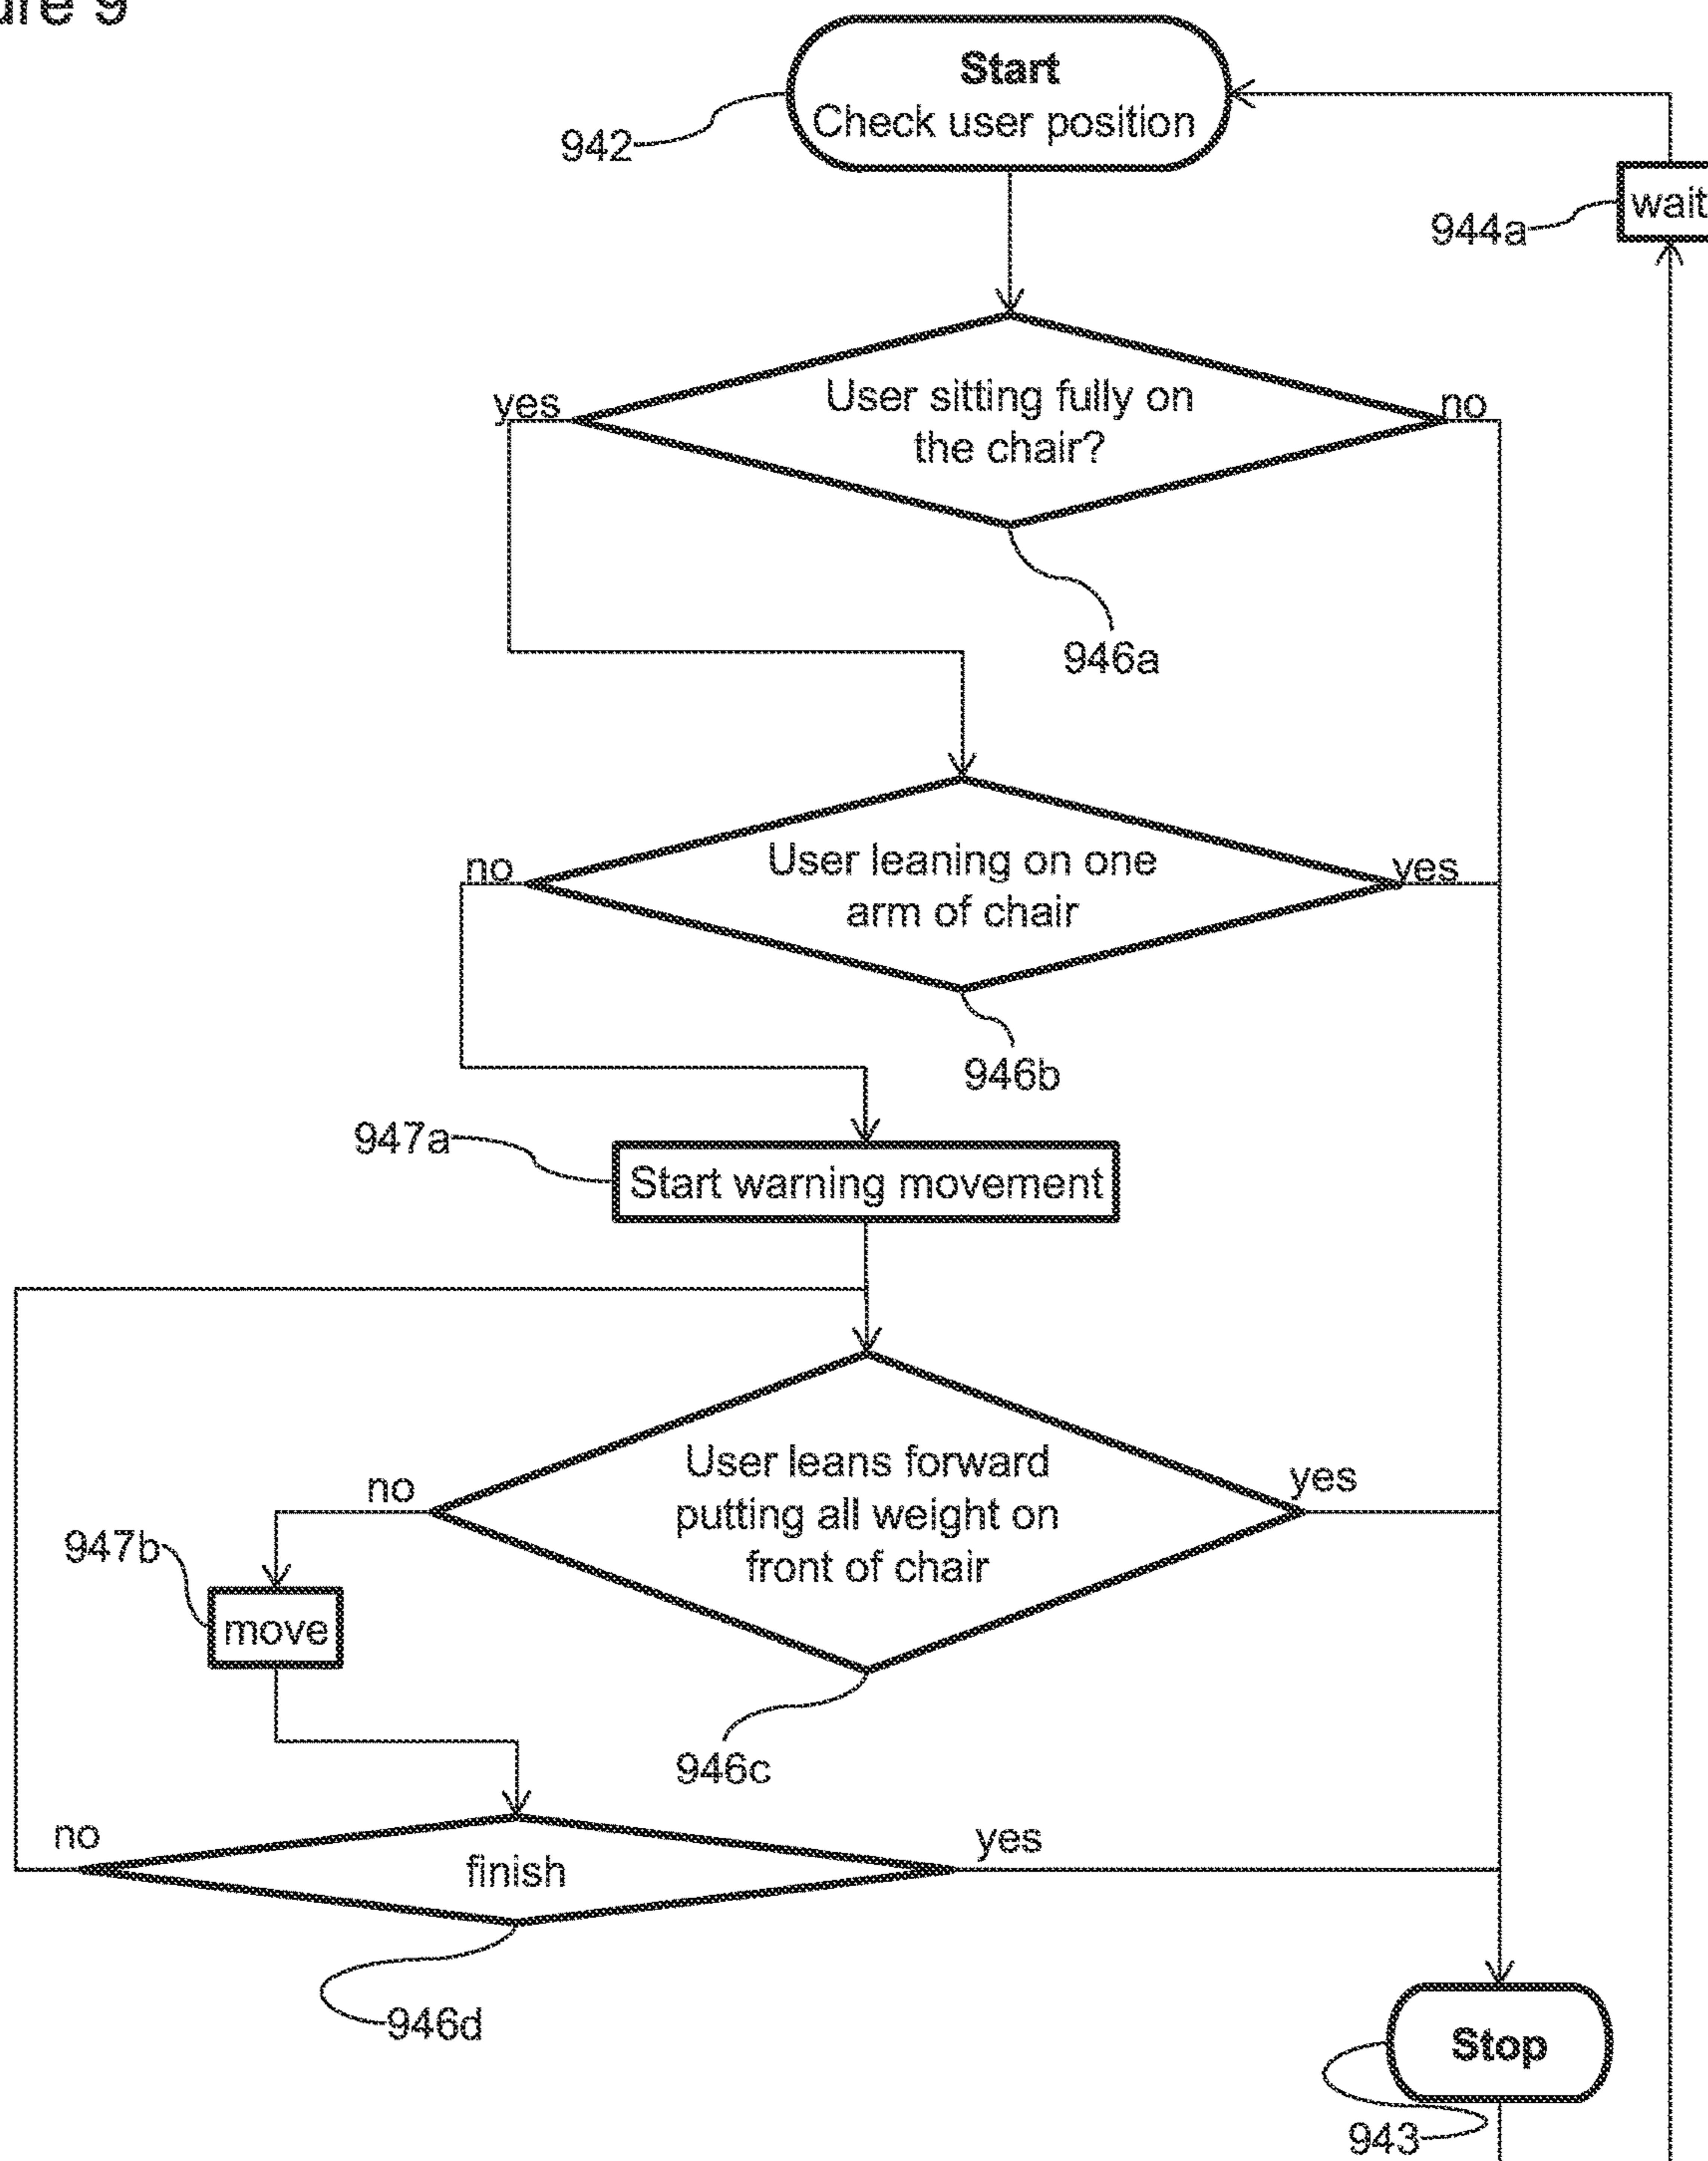 ure 9
Start
Check user position
942
wait
944a
yes
User sitting fully on
the chair?
no
946a
no
User leaning on one
arm of chair
yes
946b
947a
Start warning movement
no
User leans forward
putting all weight on
front of chair
yes
947b
move
946c
no
finish
yes
946d
Stop
943